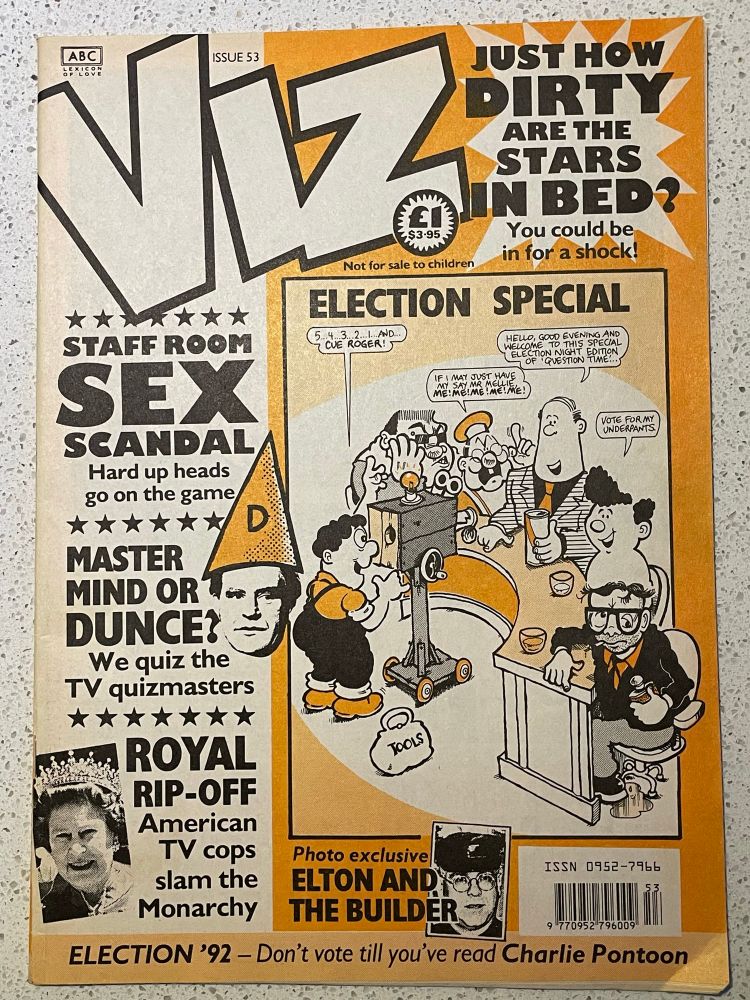 ABC
LEXICON
OF LOVE
ISSUE 53
VIZ
£1
$3·95
Not for sale to children
JUST HOW
DIRTY
ARE THE
STARS
IN BED?
You could be
in for a shock!
STAFF ROOM
SEX
SCANDAL
Hard up heads
go on the game
D
MASTER
MIND OR
DUNCE?
We quiz the
TV quizmasters
ROYAL
RIP-OFF
American
TV cops
slam the
Monarchy
ELECTION SPECIAL
5...4...3...2...1...AND...
CUE ROGER!
IF I MAY JUST HAVE
MY SAY MR MELLIE..
ME! ME! ME! ME! ME!
HELLO, GOOD EVENING AND
WELCOME TO THIS SPECIAL
ELECTION NIGHT EDITION
OF 'QUESTION TIME'...
VOTE FOR MY
UNDERPANTS.
TOOLS
Photo exclusive
ELTON AND
THE BUILDER
ISSN 0952-7966
53
9 770952 796009
ELECTION '92 – Don't vote till you've read Charlie Pontoon